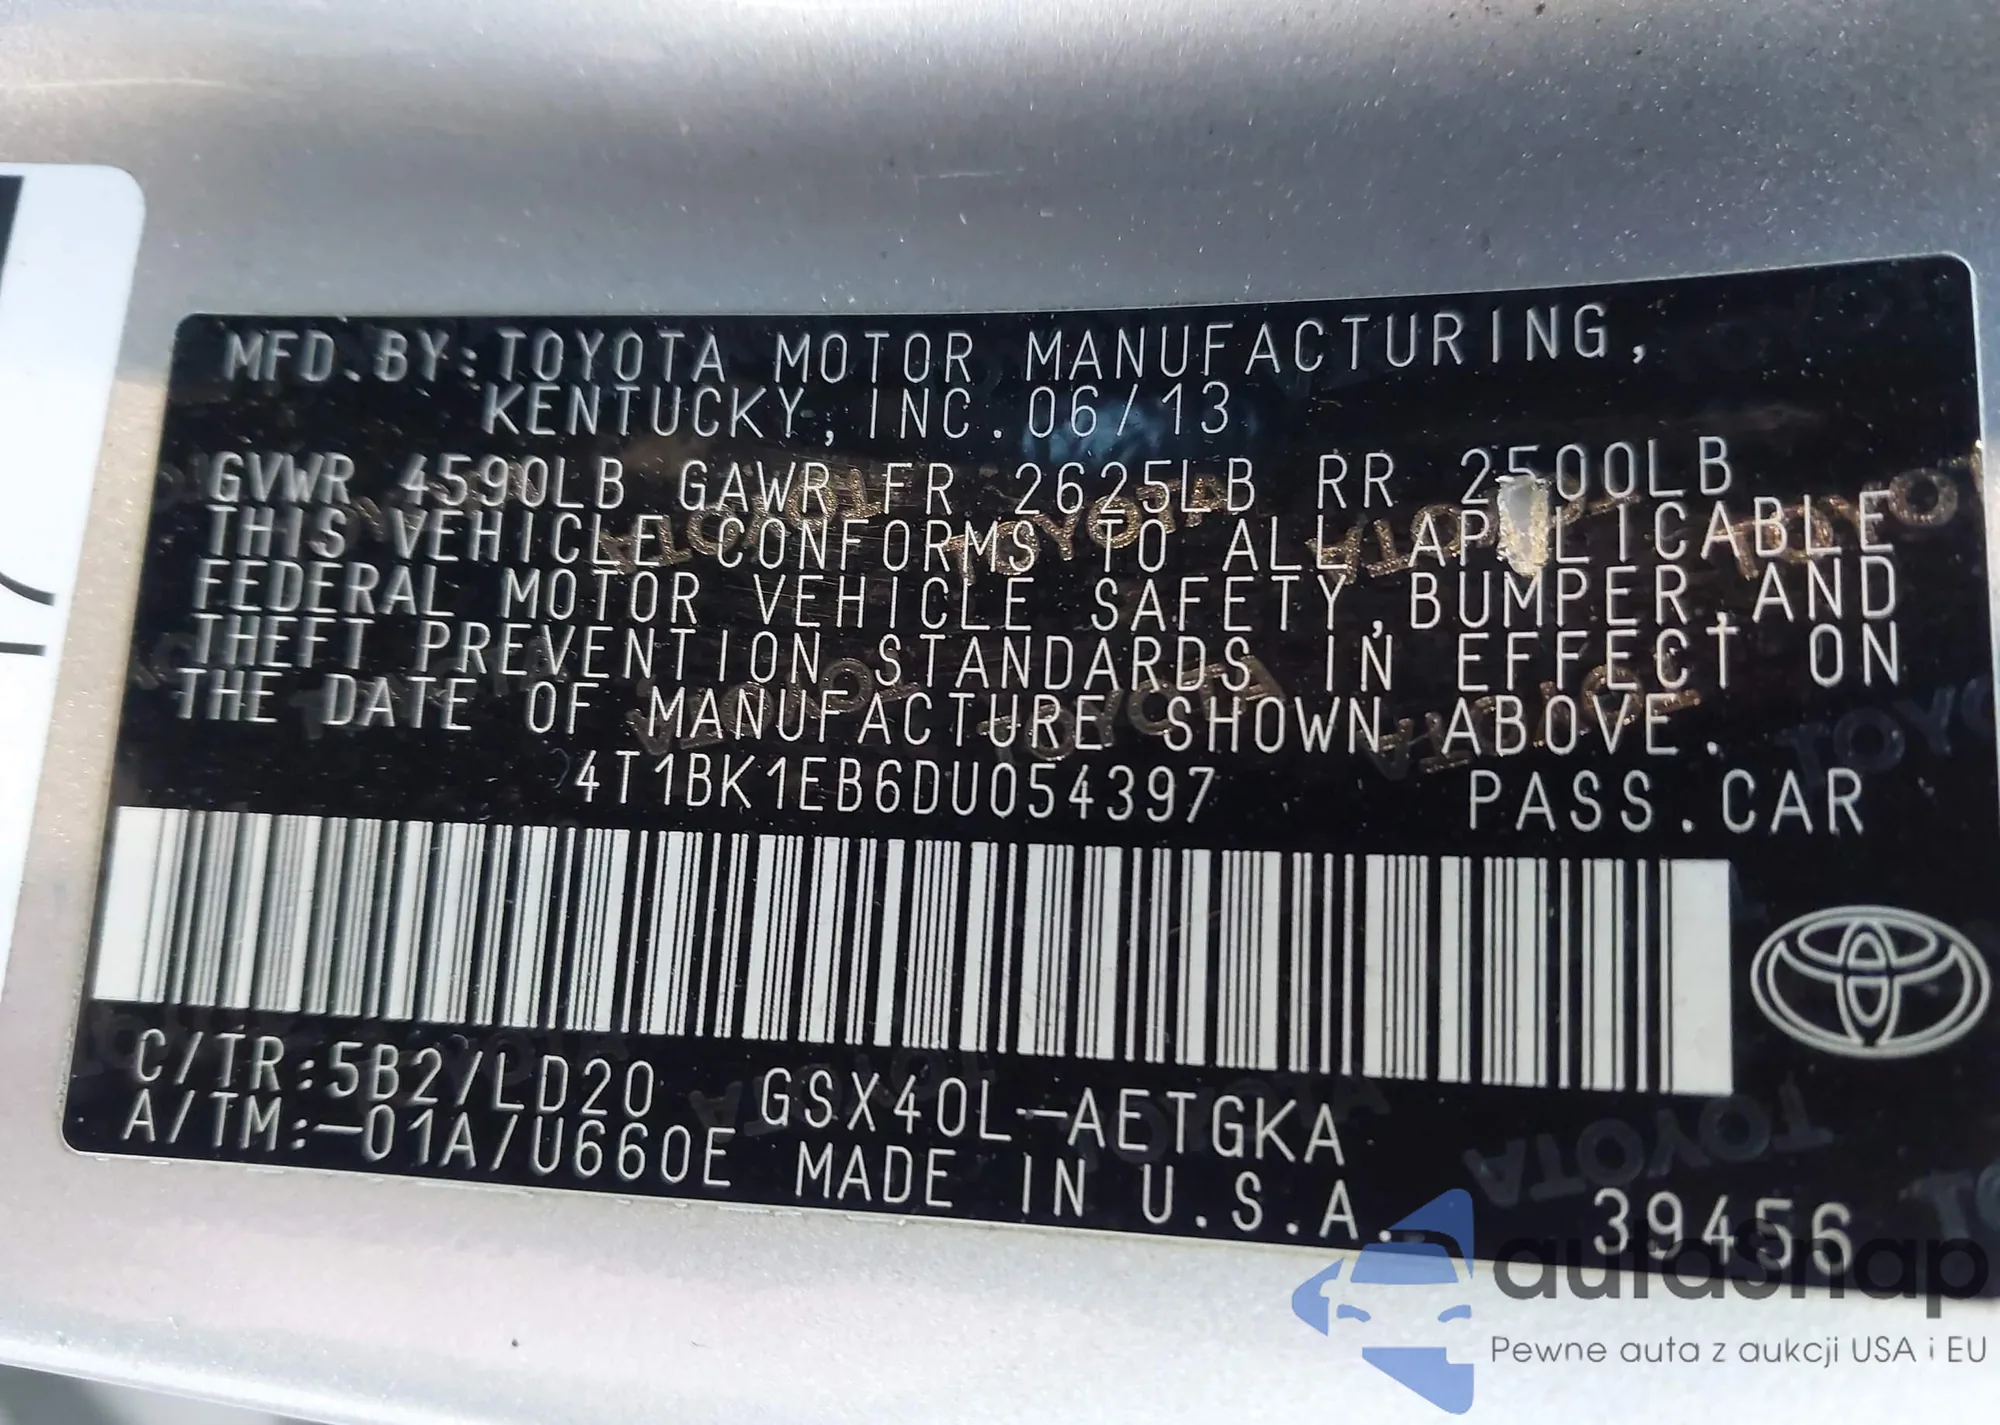 MFD.BY:TOYOTA MOTOR MANUFACTURING,
KENTUCKY,INC.06/13
GVWR 4590LB GAWR FR 2625LB RR 2500LB
THIS VEHICLE CONFORMS TO ALL APPLICABLE
FEDERAL MOTOR VEHICLE SAFETY,BUMPER,AND
THEFT PREVENTION STANDARDS IN EFFECT ON
THE DATE OF MANUFACTURE SHOWN ABOVE.
4T1BK1EB6DU054397 PASS.CAR
C/TR:5B2/LD20 GSX40L-AETGKA
A/TM:-01A/U660E MADE IN U.S.A.
39456
autosnap
Pewne auta z aukcji USA i EU